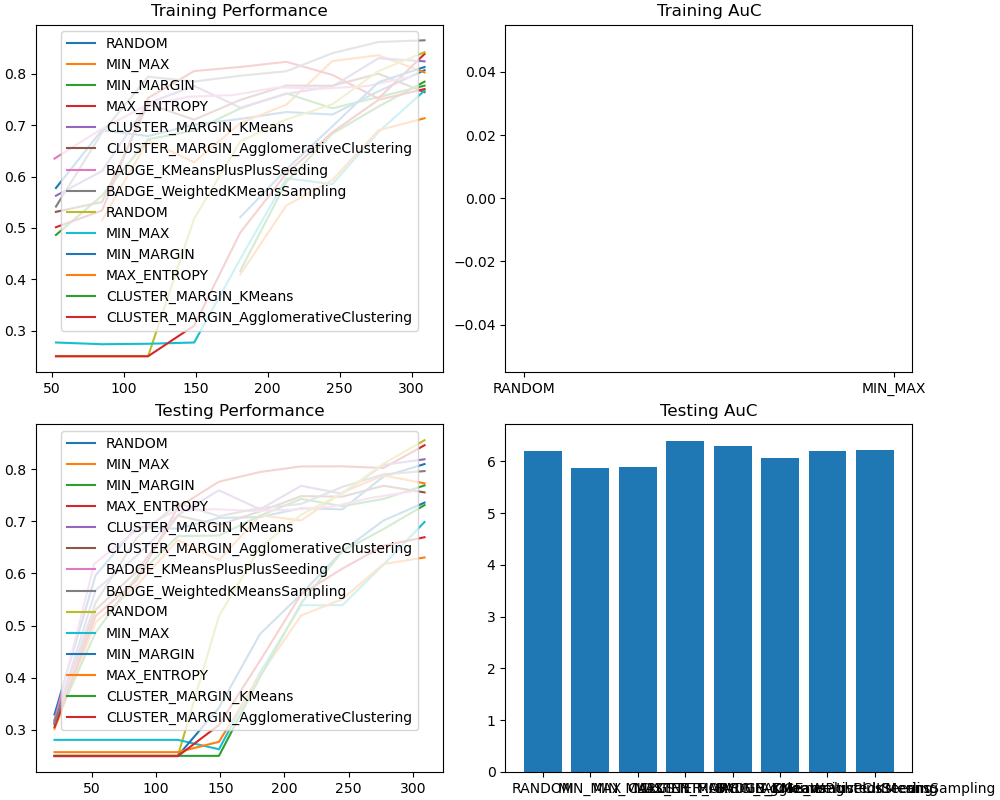 Training Performance
0.8
0.7
0.6
0.5
0.4
0.3
RANDOM
MIN_MAX
MIN_MARGIN
MAX_ENTROPY
CLUSTER_MARGIN_KMeans
CLUSTER_MARGIN_AgglomerativeClustering
BADGE_KMeansPlusPlusSeeding
BADGE_WeightedKMeansSampling
RANDOM
MIN_MAX
MIN_MARGIN
MAX_ENTROPY
CLUSTER_MARGIN_KMeans
CLUSTER_MARGIN_AgglomerativeClustering
50 100 150 200 250 300
Training AuC
0.04
0.02
0.00
−0.02
−0.04
RANDOM MIN_MAX
Testing Performance
0.8
0.7
0.6
0.5
0.4
0.3
RANDOM
MIN_MAX
MIN_MARGIN
MAX_ENTROPY
CLUSTER_MARGIN_KMeans
CLUSTER_MARGIN_AgglomerativeClustering
BADGE_KMeansPlusPlusSeeding
BADGE_WeightedKMeansSampling
RANDOM
MIN_MAX
MIN_MARGIN
MAX_ENTROPY
CLUSTER_MARGIN_KMeans
CLUSTER_MARGIN_AgglomerativeClustering
50 100 150 200 250 300
Testing AuC
6
5
4
3
2
1
0
RANDOM MIN_MAX